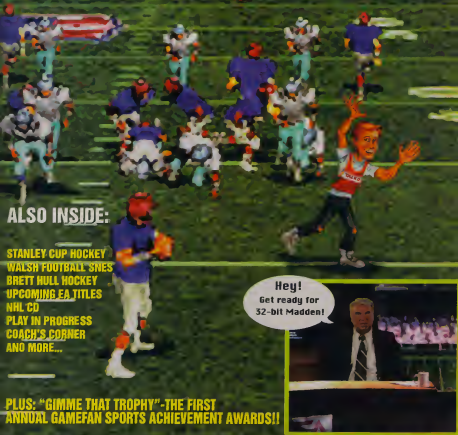 ALSO INSIDE:
STANLEY CUP HOCKEY
WALSH FOOTBALL SNES
BRETT HULL HOCKEY
UPCOMING EA TITLES
NHL CD
PLAY IN PROGRESS
COACH'S CORNER
AND MORE...
Hey!
Get ready for
32-bit Madden!
PLUS: "GIMME THAT TROPHY"-THE FIRST
ANNUAL GAMEFAN SPORTS ACHIEVEMENT AWARDS!!